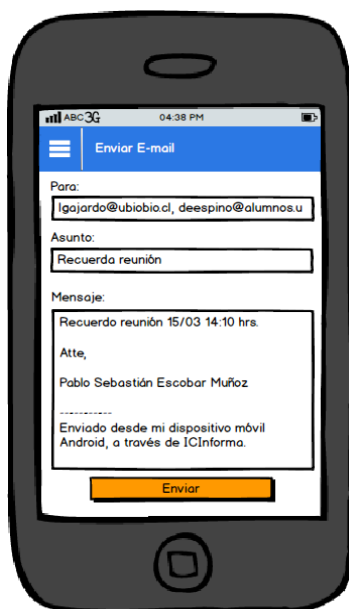 ABC 3G 04:38 PM
Enviar E-mail
Para:
lgajardo@ubiobio.cl, deespino@alumnos.u
Asunto:
Recuerda reunión
Mensaje:
Recuerdo reunión 15/03 14:10 hrs.
Atte,
Pablo Sebastián Escobar Muñoz
----------
Enviado desde mi dispositivo móvil
Android, a través de ICInforma.
Enviar